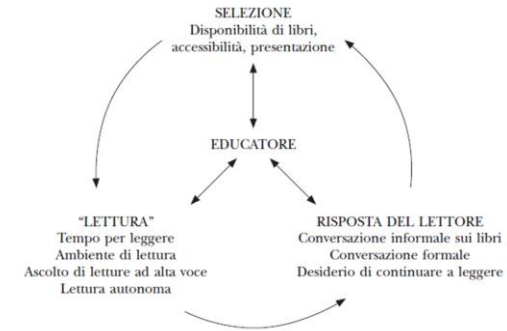 SELEZIONE
Disponibilità di libri,
accessibilità, presentazione
EDUCATORE
“LETTURA”
Tempo per leggere
Ambiente di lettura
Ascolto di letture ad alta voce
Lettura autonoma
RISPOSTA DEL LETTORE
Conversazione informale sui libri
Conversazione formale
Desiderio di continuare a leggere